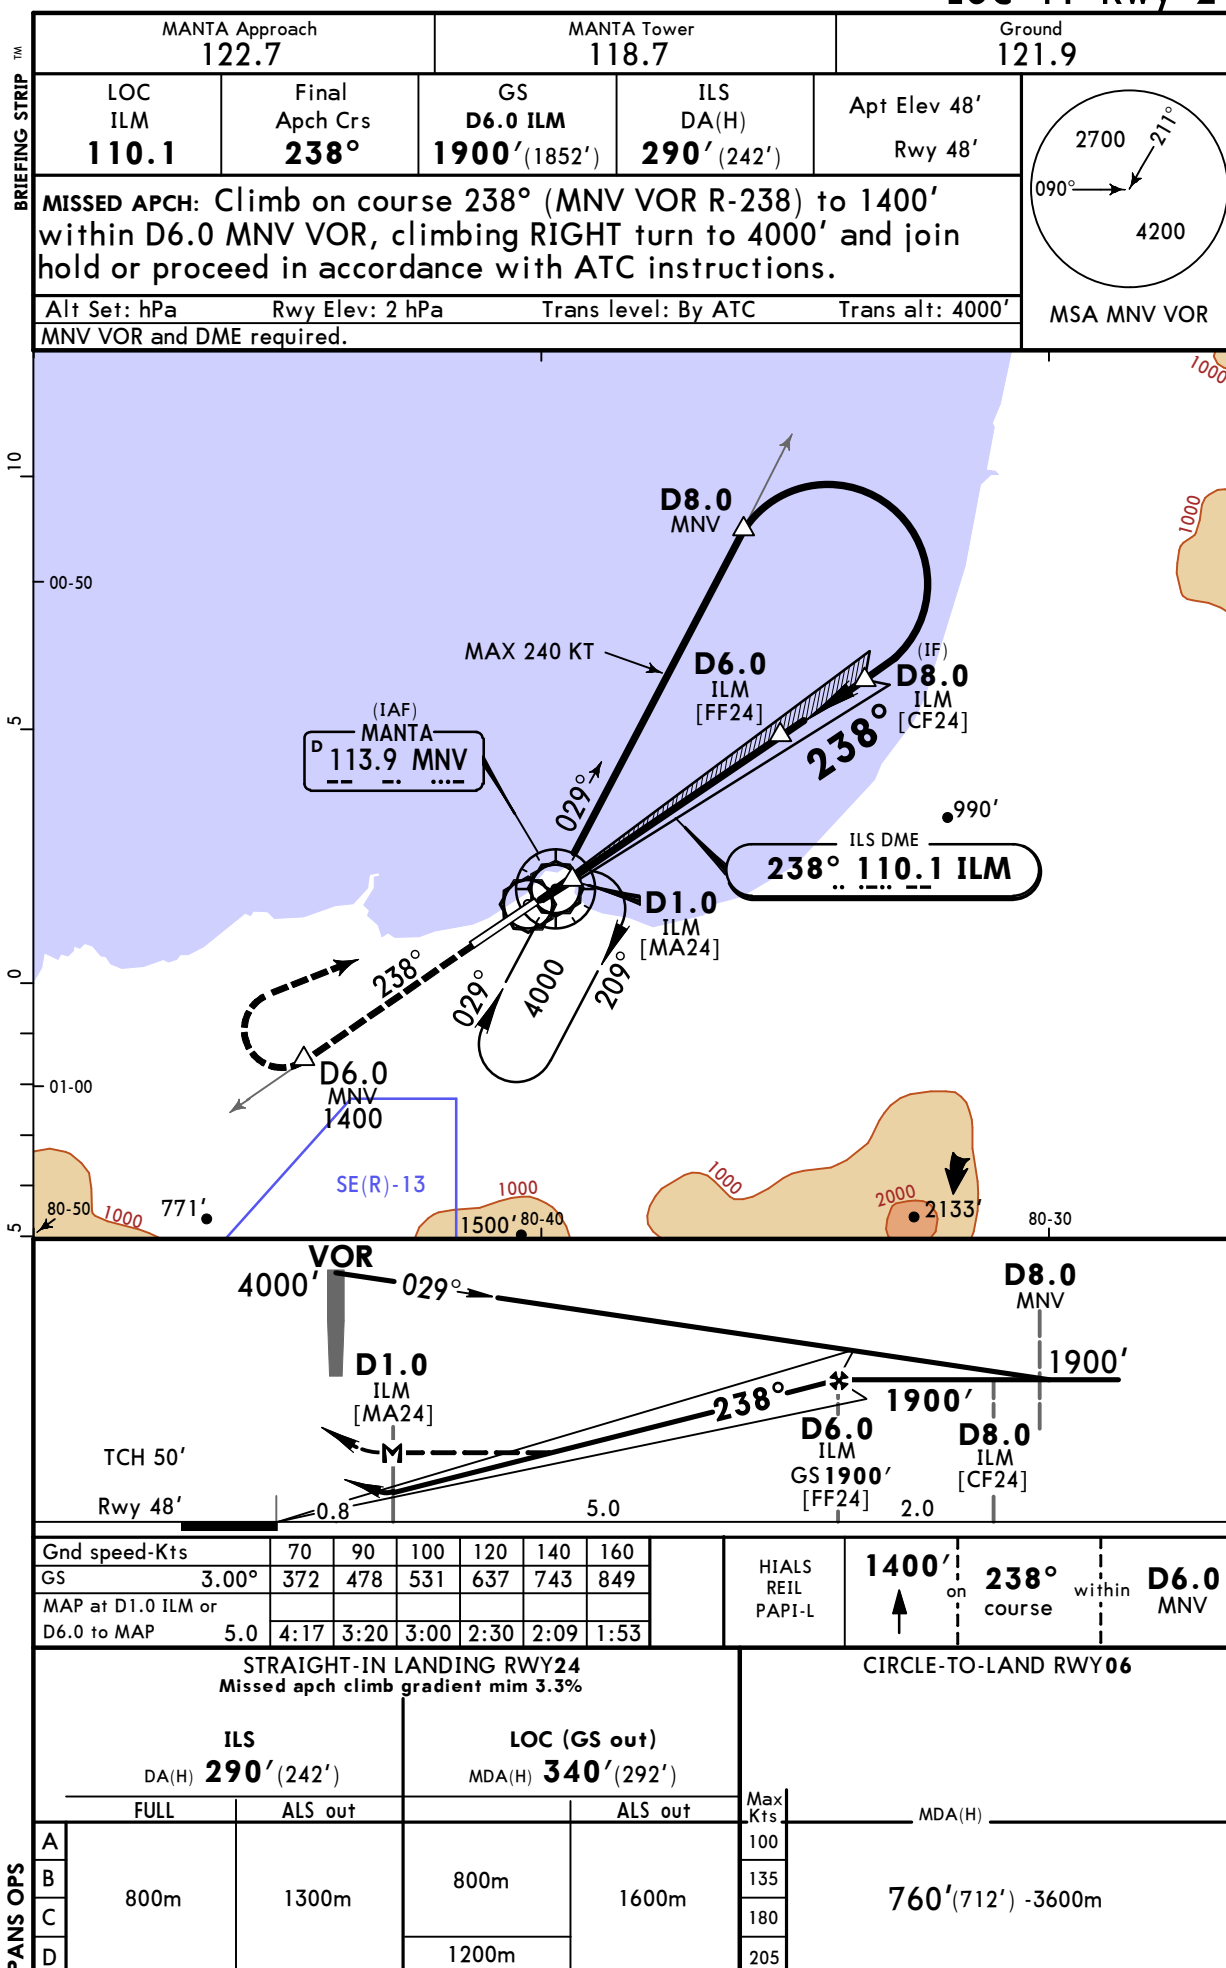 MANTA Approach
122.7
MANTA Tower
118.7
Ground
121.9
BRIEFING STRIP TM
LOC
ILM
110.1
Final
Apch Crs
238°
GS
D6.0 ILM
1900'(1852')
ILS
DA(H)
290'(242')
Apt Elev 48'
Rwy 48'
2700
211°
090°
4200
MSA MNV VOR
MISSED APCH: Climb on course 238° (MNV VOR R-238) to 1400'
within D6.0 MNV VOR, climbing RIGHT turn to 4000' and join
hold or proceed in accordance with ATC instructions.
Alt Set: hPa Rwy Elev: 2 hPa Trans level: By ATC Trans alt: 4000'
MNV VOR and DME required.
1000
10
D8.0
MNV
1000
00-50
MAX 240 KT
D6.0
ILM
[FF24]
(IF)
D8.0
ILM
[CF24]
5
(IAF)
MANTA
D 113.9 MNV
238°
029°
990'
ILS DME
238° 110.1 ILM
D1.0
ILM
[MA24]
0
238°
029°
4000
209°
D6.0
MNV
1400
01-00
SE(R)-13
1000
1000
2000
2133'
80-50
1000
771'
1500'
80-40
80-30
5
VOR
4000'
029°
D8.0
MNV
1900'
D1.0
ILM
[MA24]
238°
1900'
D6.0
ILM
GS 1900'
[FF24]
D8.0
ILM
[CF24]
M
TCH 50'
Rwy 48'
0.8
5.0
2.0
Gnd speed-Kts 70 90 100 120 140 160
GS 3.00° 372 478 531 637 743 849
MAP at D1.0 ILM or
D6.0 to MAP 5.0 4:17 3:20 3:00 2:30 2:09 1:53
HIALS
REIL
PAPI-L
1400'
on
238°
course
within
D6.0
MNV
STRAIGHT-IN LANDING RWY24
Missed apch climb gradient mim 3.3%
CIRCLE-TO-LAND RWY06
ILS
DA(H) 290'(242')
LOC (GS out)
MDA(H) 340'(292')
FULL
ALS out
ALS out
Max
Kts
MDA(H)
PANS OPS
A
B
C
D
800m
1300m
800m
1200m
1600m
100
135
180
205
760'(712') -3600m